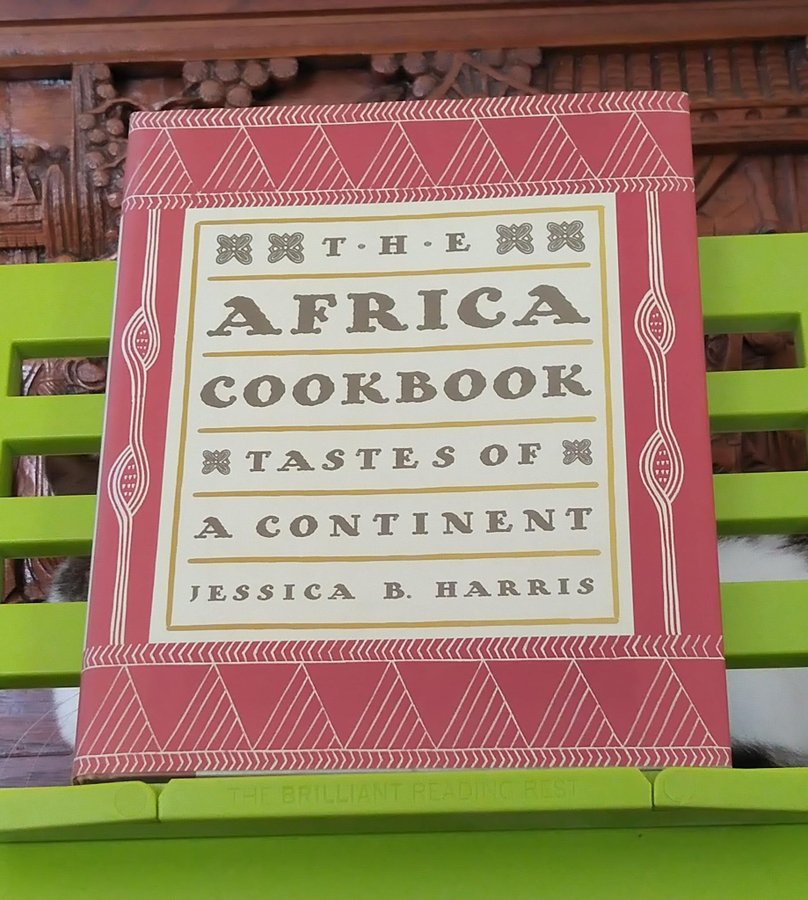 T·H·E
AFRICA
COOKBOOK
TASTES OF
A CONTINENT
JESSICA B. HARRIS
THE BRILLIANT READING REST